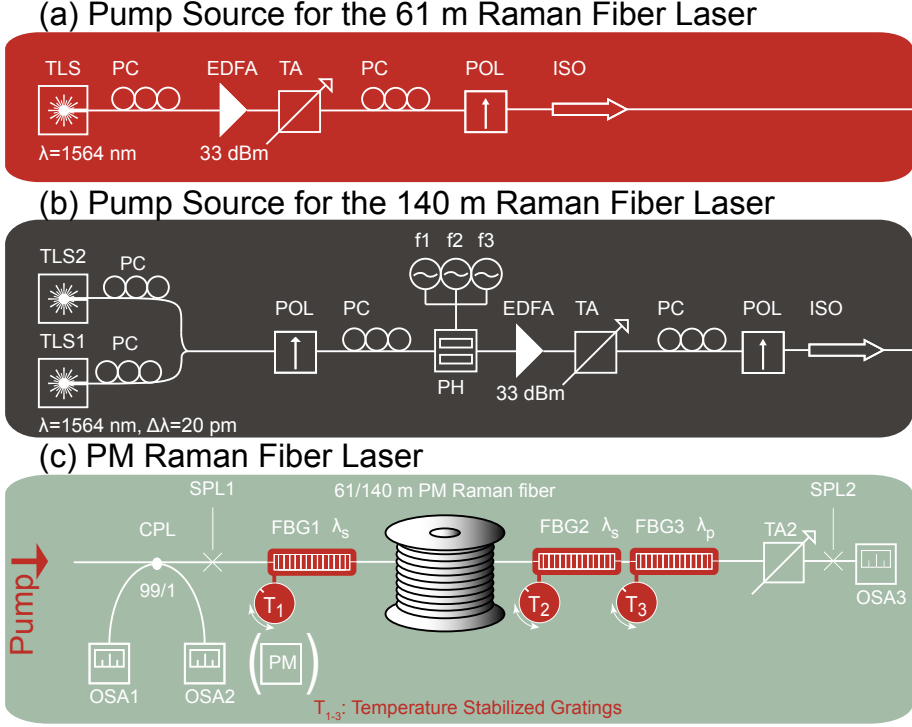 (a) Pump Source for the 61 m Raman Fiber Laser
TLS PC EDFA TA PC POL ISO
λ=1564 nm 33 dBm
(b) Pump Source for the 140 m Raman Fiber Laser
f1 f2 f3
TLS2 PC
POL PC EDFA TA PC POL ISO
TLS1 PC
PH 33 dBm
λ=1564 nm, Δλ=20 pm
(c) PM Raman Fiber Laser
SPL1 61/140 m PM Raman fiber SPL2
CPL FBG1 λs FBG2 λs FBG3 λp TA2
99/1
Pump
T1 T2 T3
OSA3
PM
OSA1 OSA2
T1-3: Temperature Stabilized Gratings